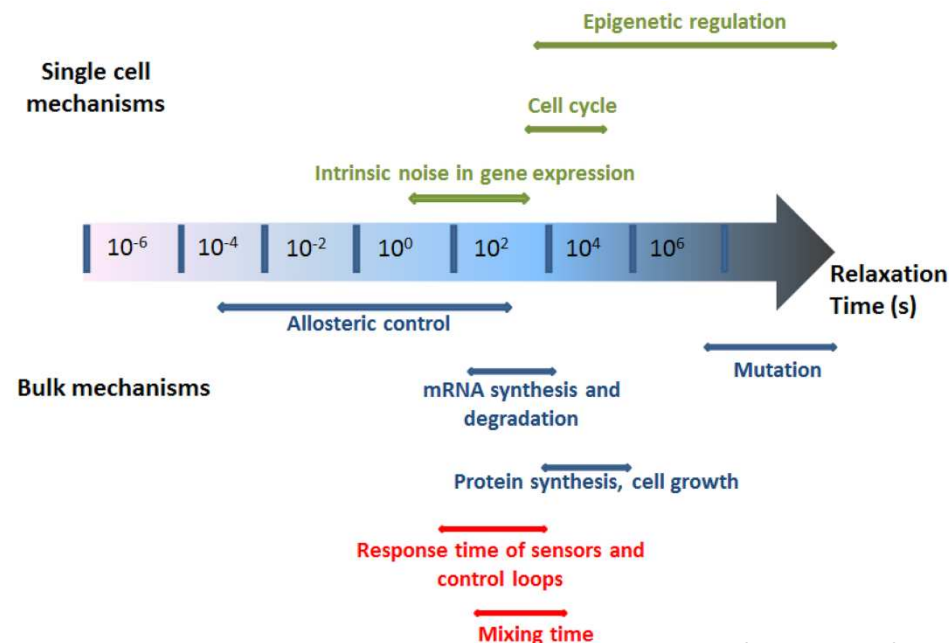 Epigenetic regulation
Single cell
mechanisms
Cell cycle
Intrinsic noise in gene expression
10⁻⁶ 10⁻⁴ 10⁻² 10⁰ 10² 10⁴ 10⁶
Relaxation
Time (s)
Allosteric control
Mutation
Bulk mechanisms
mRNA synthesis and
degradation
Protein synthesis, cell growth
Response time of sensors and
control loops
Mixing time